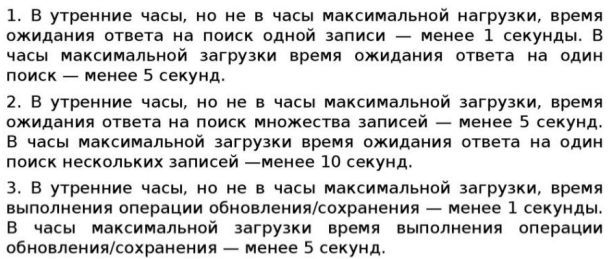 1. В утренние часы, но не в часы максимальной нагрузки, время
ожидания ответа на поиск одной записи — менее 1 секунды. В
часы максимальной загрузки время ожидания ответа на один
поиск — менее 5 секунд.
2. В утренние часы, но не в часы максимальной загрузки, время
ожидания ответа на поиск множества записей — менее 5 секунд.
В часы максимальной загрузки время ожидания ответа на один
поиск нескольких записей —менее 10 секунд.
3. В утренние часы, но не в часы максимальной загрузки, время
выполнения операции обновления/сохранения — менее 1 секунды.
В часы максимальной загрузки время выполнения операции
обновления/сохранения — менее 5 секунд.